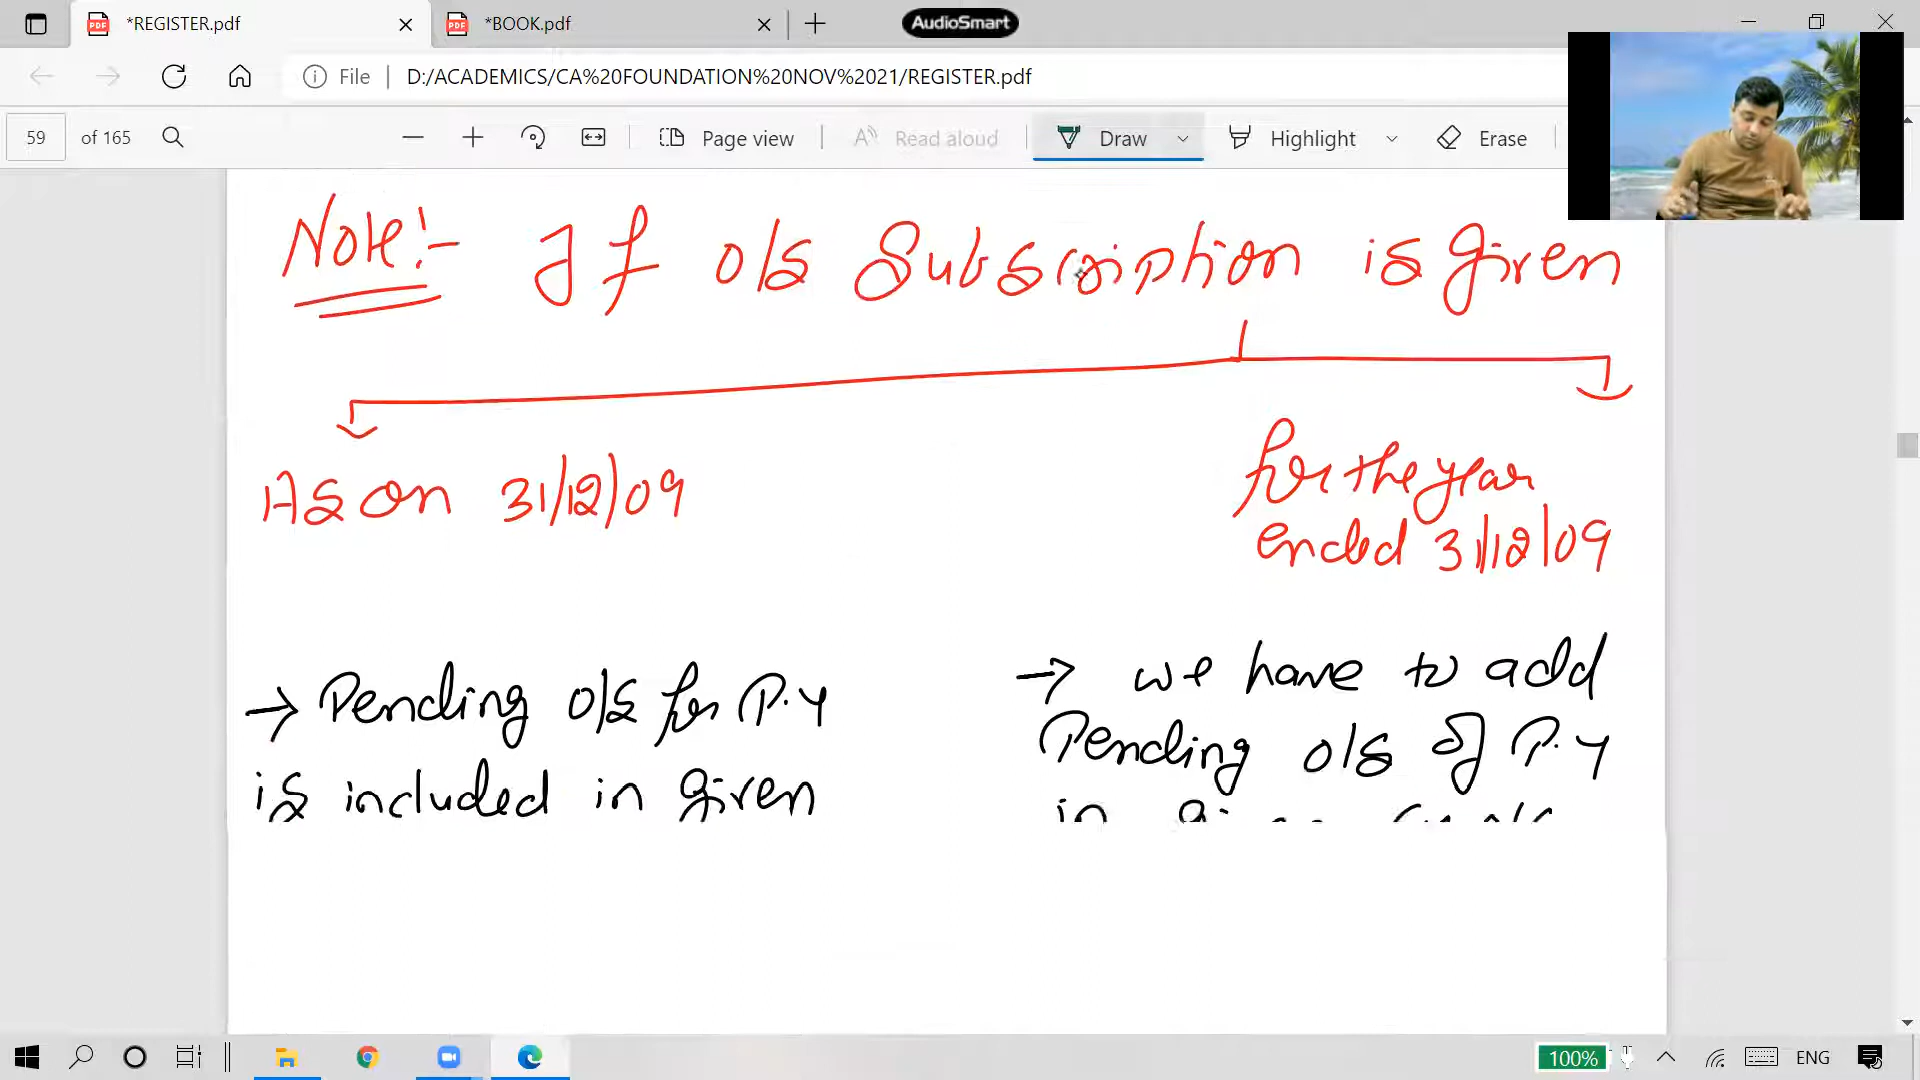 *REGISTER.pdf
*BOOK.pdf
AudioSmart
File
D:/ACADEMICS/CA%20FOUNDATION%20NOV%2021/REGISTER.pdf
59 of 165
Page view
Read aloud
Draw
Highlight
Erase
Note:- If o/s Subscription is given
As on 31/12/09
for the year
ended 31/12/09
→ Pending o/s for P.Y
is included in given
→ we have to add
Pending o/s of P.Y
in given
100%
ENG